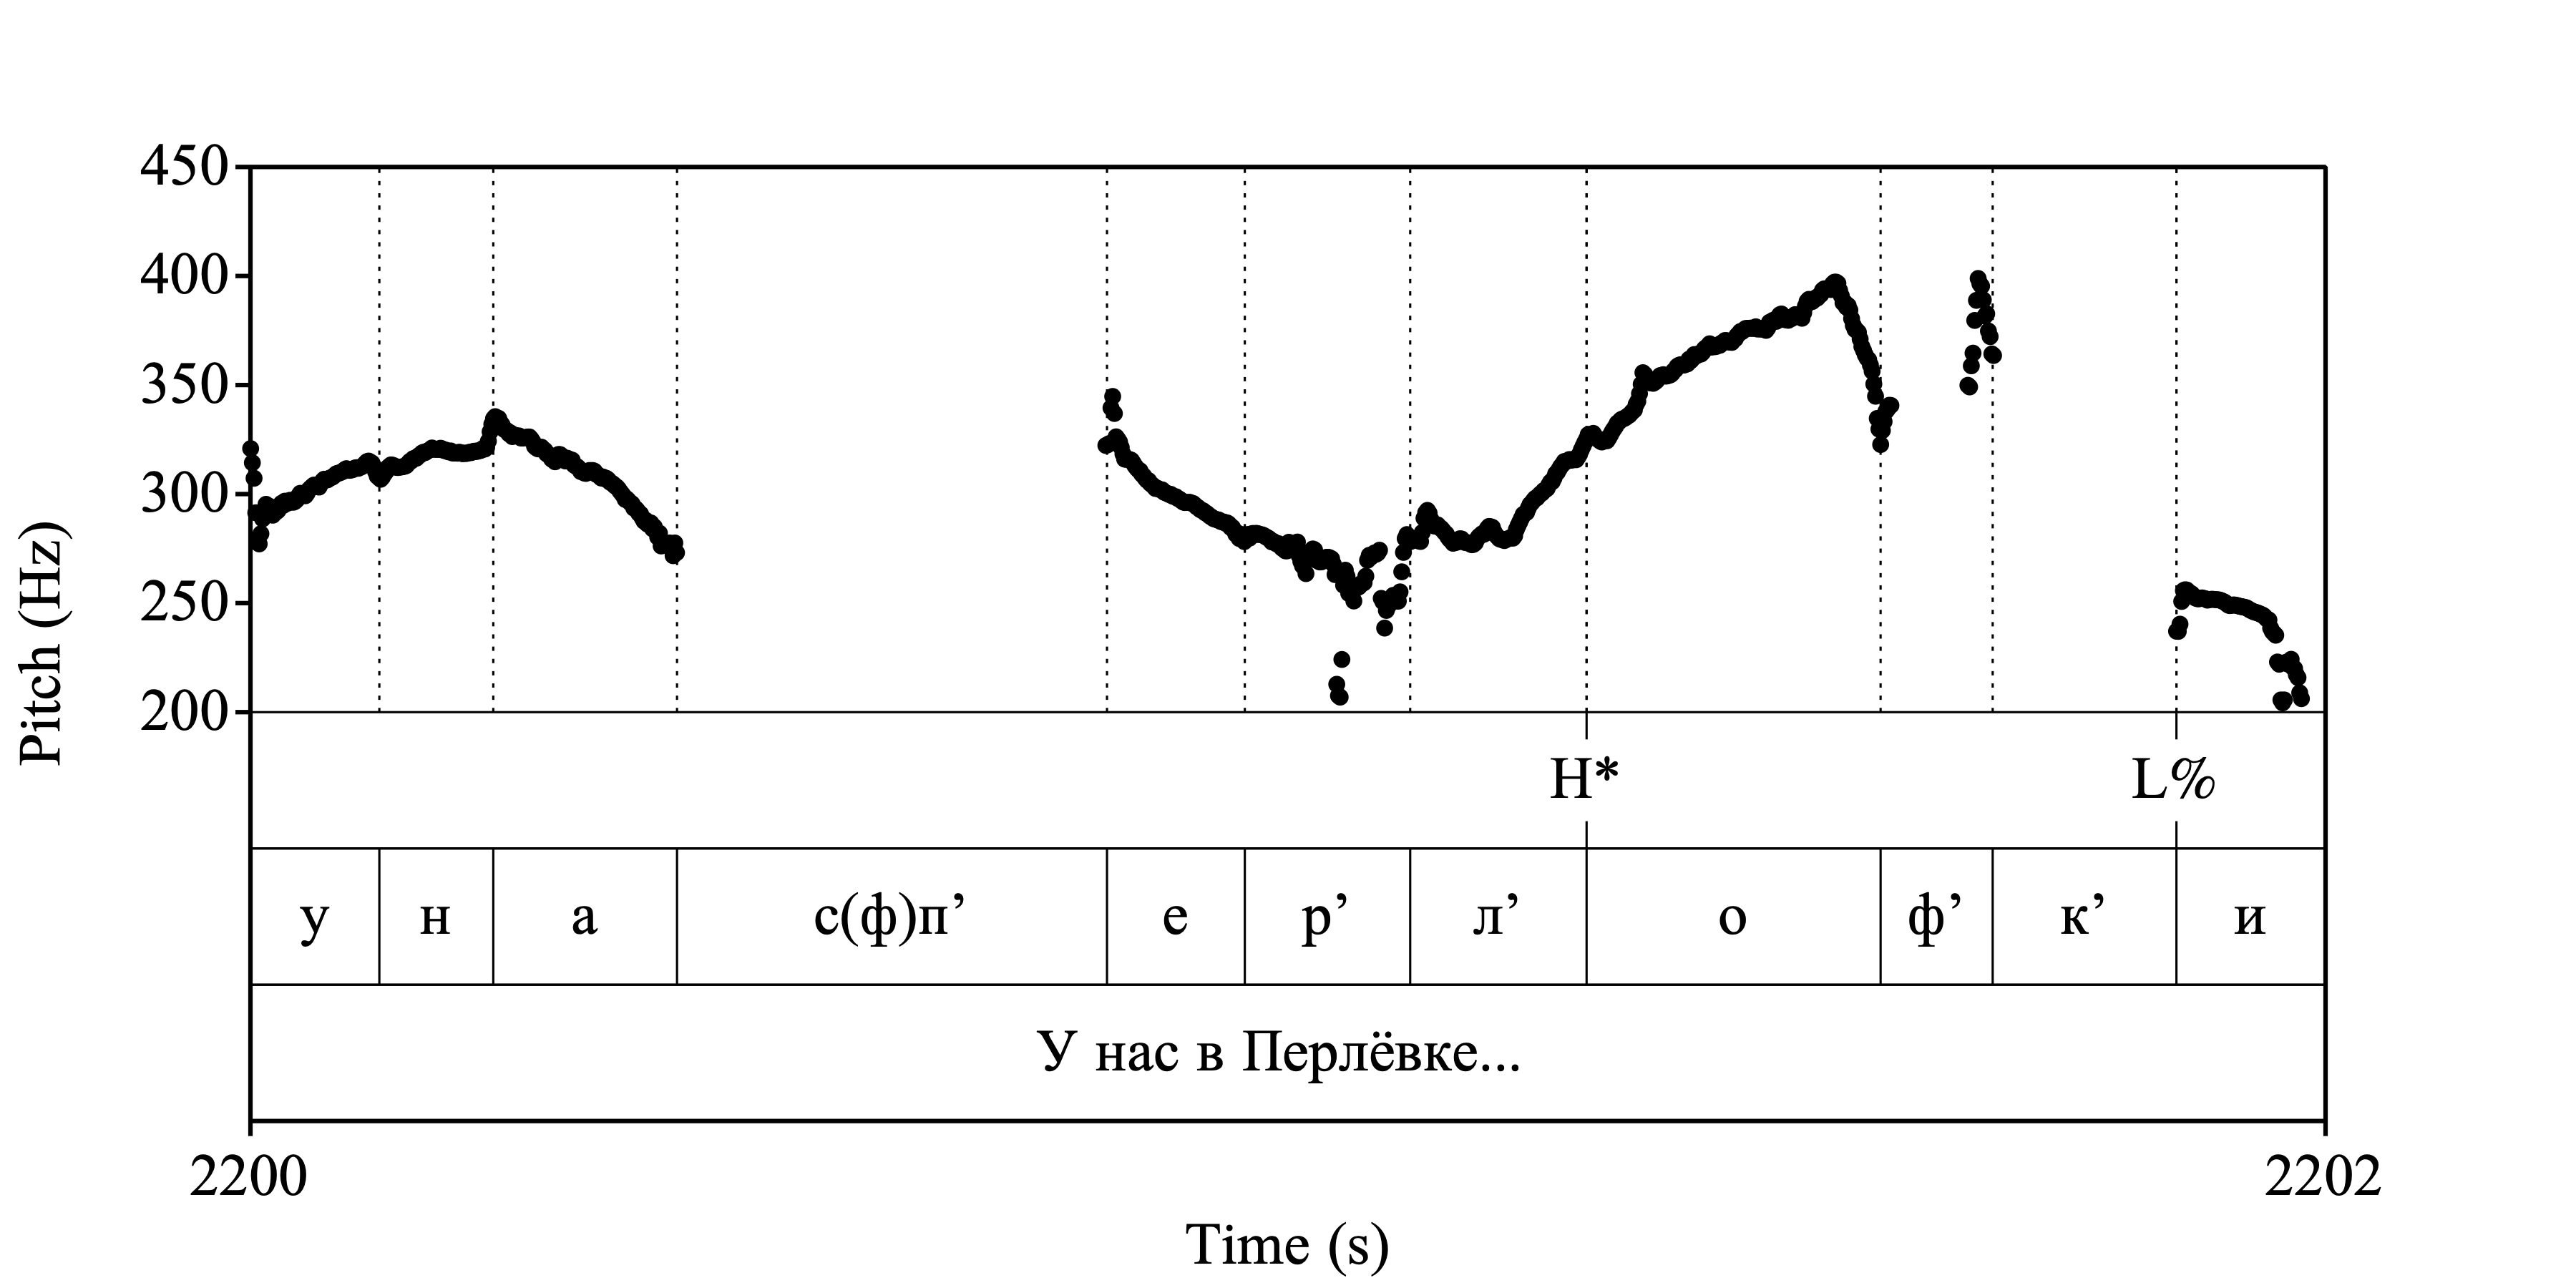 450
400
350
300
250
200
Pitch (Hz)
H* L%
у н а с(ф)п’ е р’ л’ о ф’ к’ и
У нас в Перлёвке...
2200 2202
Time (s)